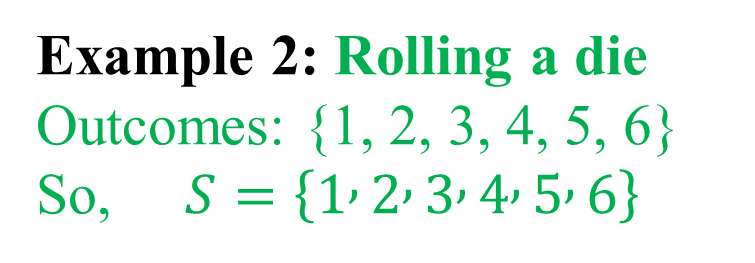 Example 2: Rolling a die
Outcomes: {1, 2, 3, 4, 5, 6}
So, S = {1, 2, 3, 4, 5, 6}